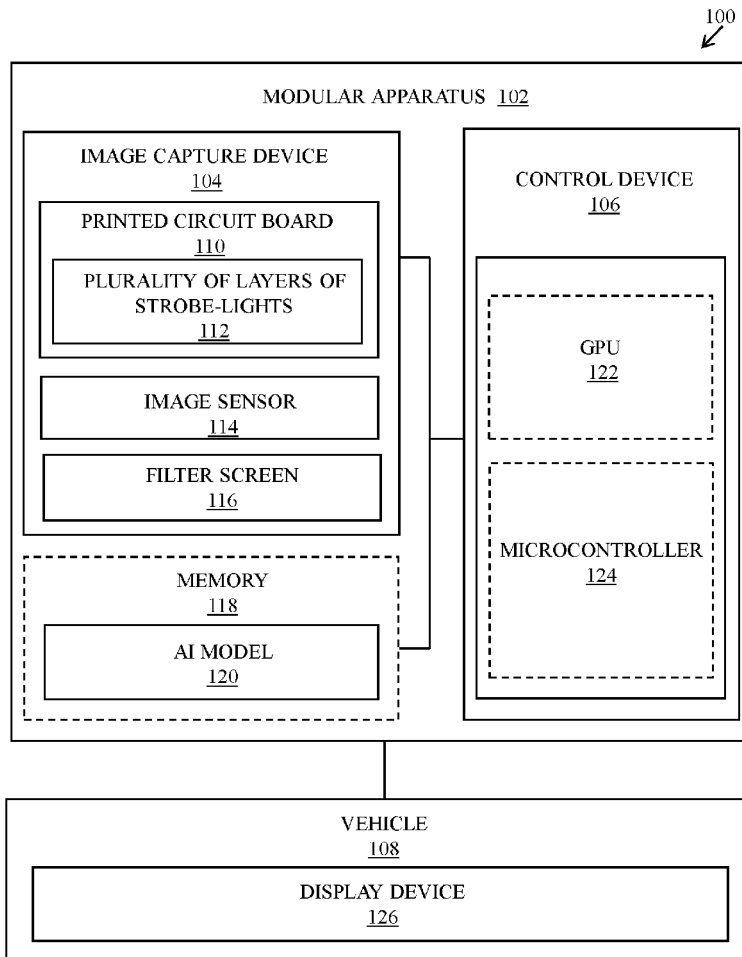 100
MODULAR APPARATUS 102
IMAGE CAPTURE DEVICE
104
PRINTED CIRCUIT BOARD
110
PLURALITY OF LAYERS OF
STROBE-LIGHTS
112
IMAGE SENSOR
114
FILTER SCREEN
116
MEMORY
118
AI MODEL
120
CONTROL DEVICE
106
GPU
122
MICROCONTROLLER
124
VEHICLE
108
DISPLAY DEVICE
126